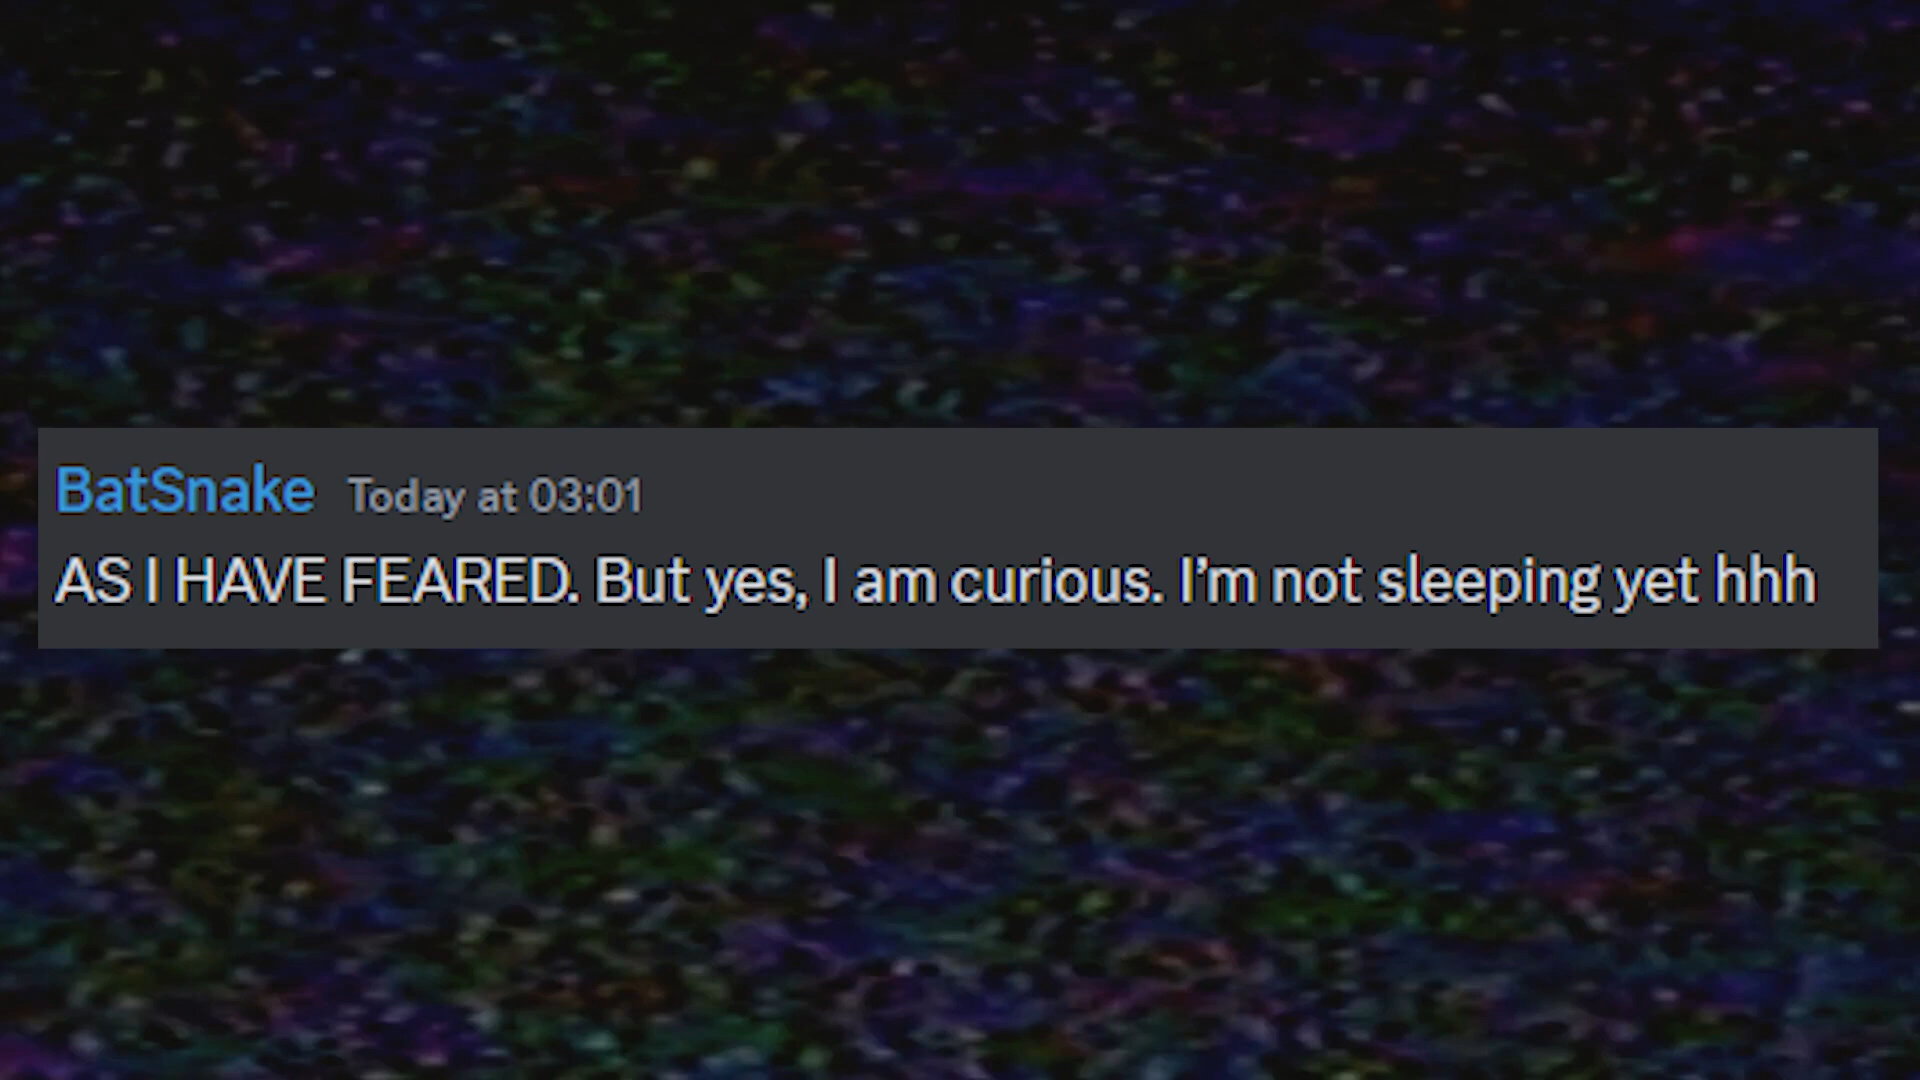 BatSnake Today at 03:01
AS I HAVE FEARED. But yes, I am curious. I’m not sleeping yet hhh